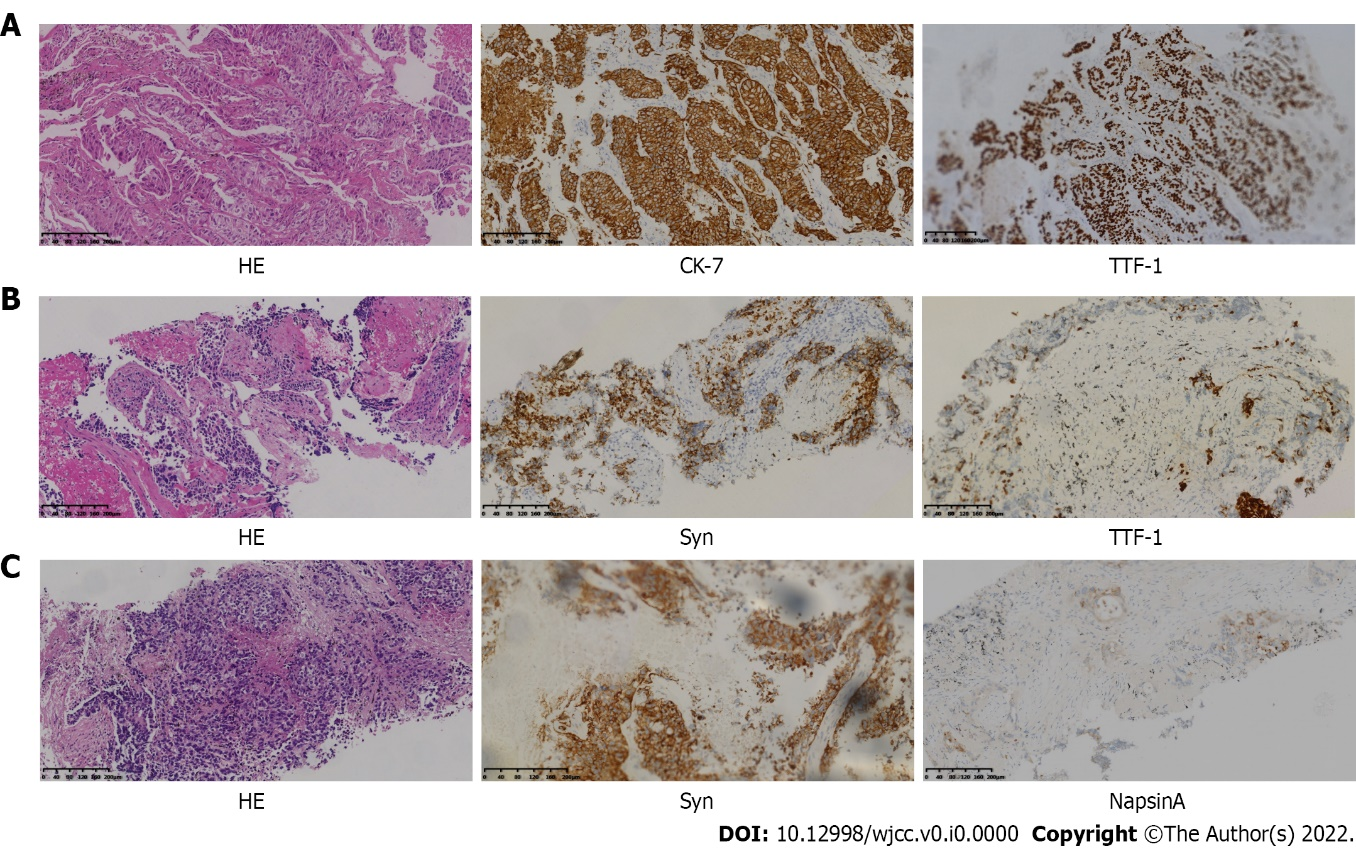 A
HE CK-7 TTF-1
B
HE Syn TTF-1
C
HE Syn NapsinA
DOI: 10.12998/wjcc.v0.i0.0000 Copyright ©The Author(s) 2022.